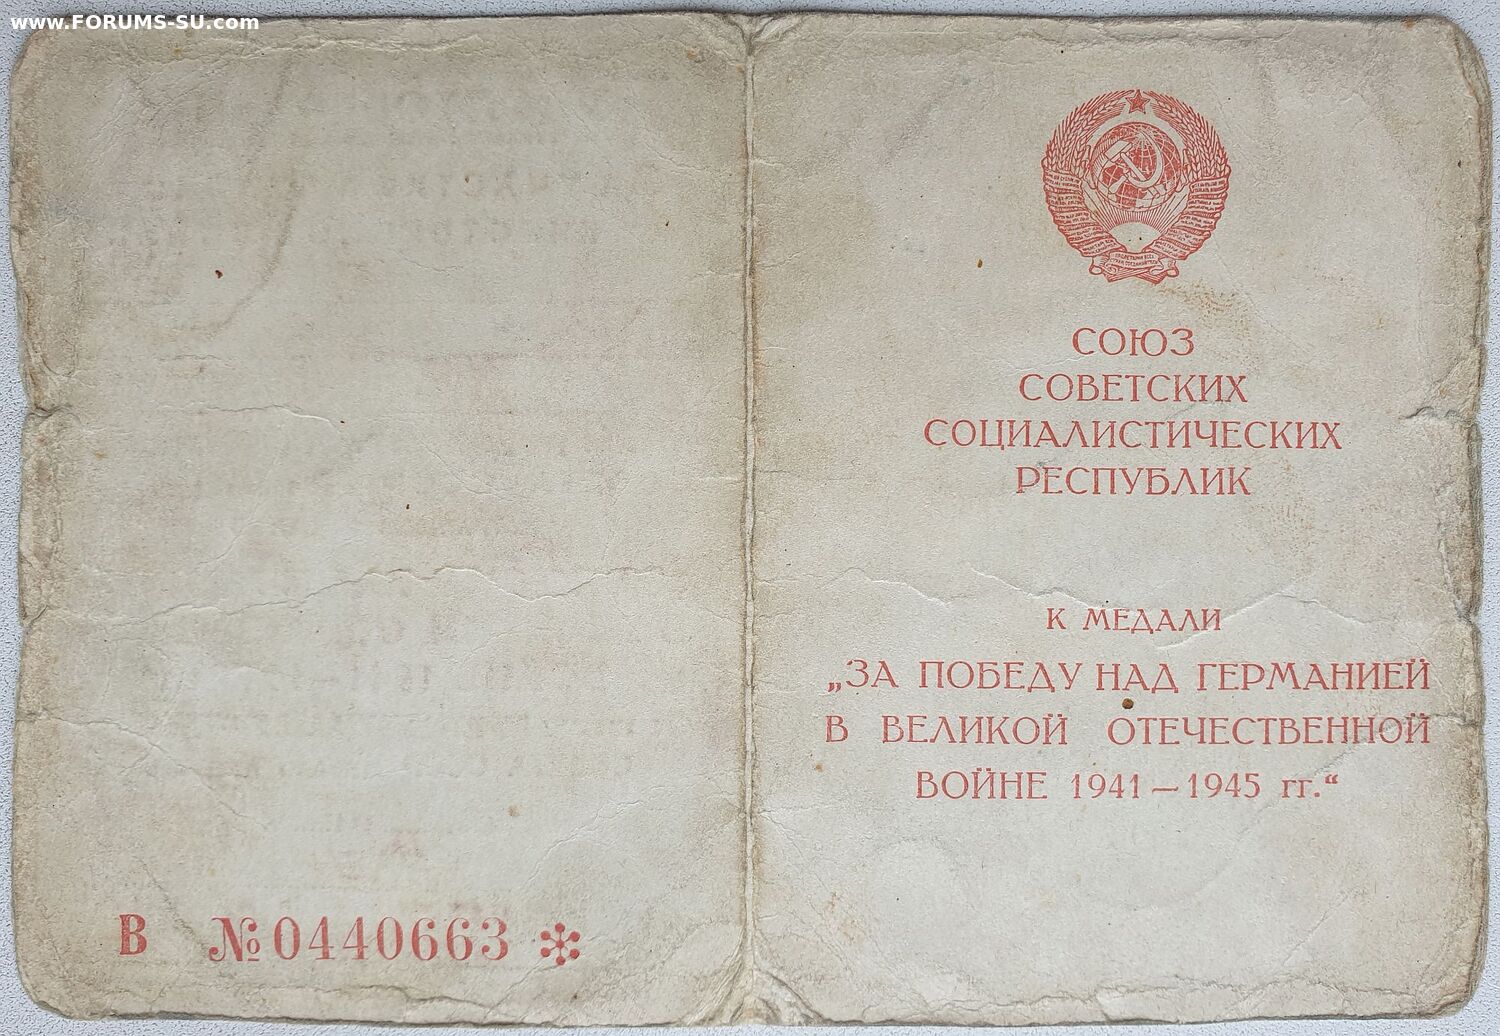 www.FORUMS-SU.com
В №0440663
СОЮЗ
СОВЕТСКИХ
СОЦИАЛИСТИЧЕСКИХ
РЕСПУБЛИК
К МЕДАЛИ
„ЗА ПОБЕДУ НАД ГЕРМАНИЕЙ
В ВЕЛИКОЙ ОТЕЧЕСТВЕННОЙ
ВОЙНЕ 1941 — 1945 гг.“